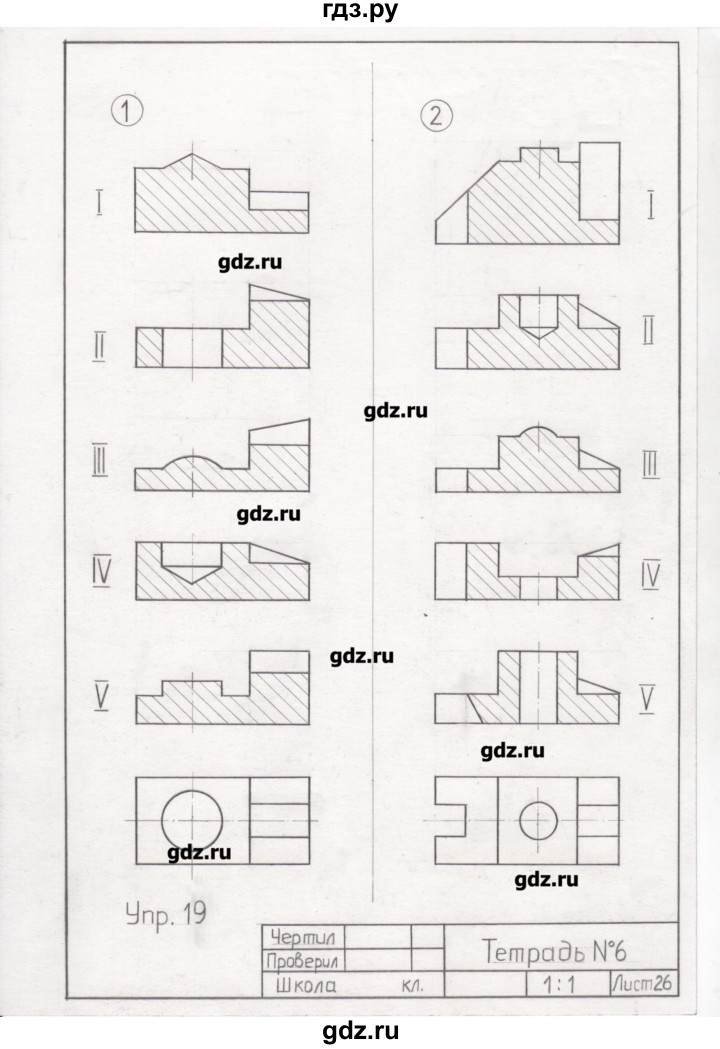 гдз.ру
1 2
I I
gdz.ru
II II
gdz.ru
III III
gdz.ru
IV IV
gdz.ru
V V
gdz.ru
gdz.ru
gdz.ru
Упр. 19
Чертил
Проверил Тетрадь №6
Школа кл. 1:1 Лист26
gdz.ru